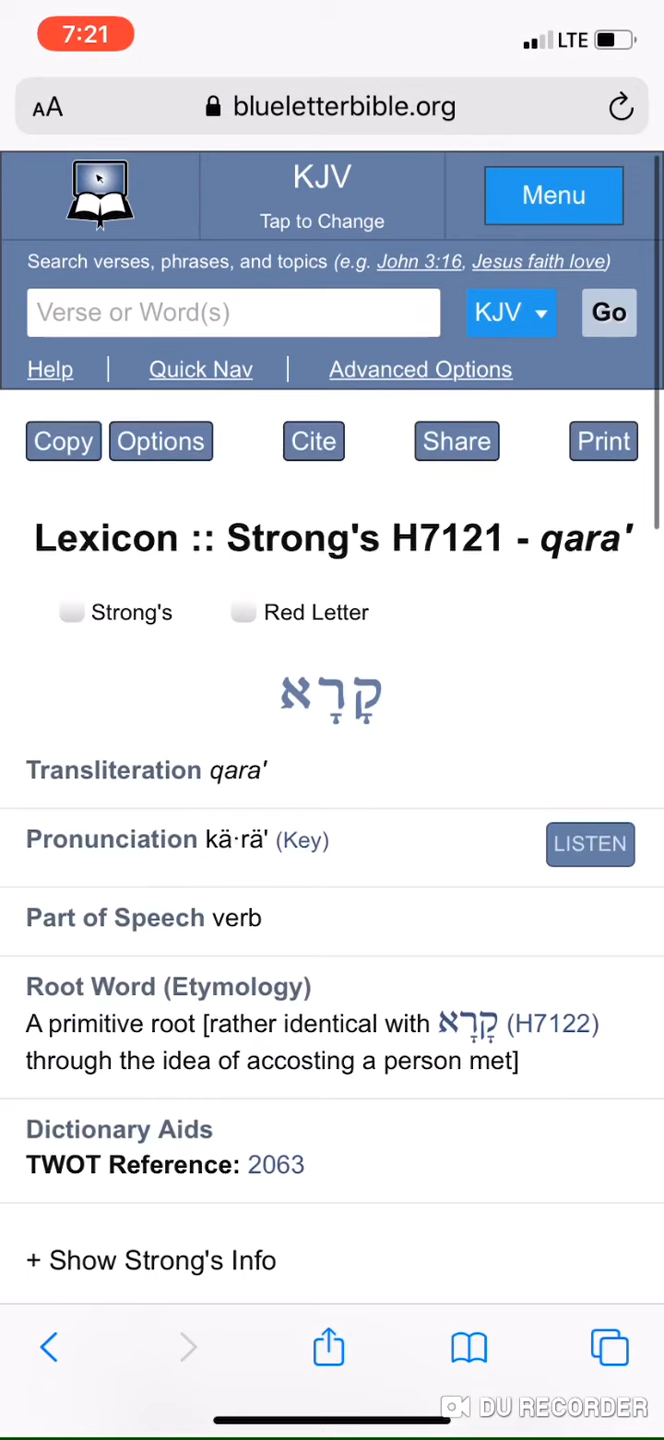 7:21
LTE
AA
blueletterbible.org
KJV
Tap to Change
Menu
Search verses, phrases, and topics (e.g. John 3:16, Jesus faith love)
Verse or Word(s)
KJV
Go
Help
Quick Nav
Advanced Options
Copy
Options
Cite
Share
Print
Lexicon :: Strong's H7121 - qara'
Strong's
Red Letter
קָרָא
Transliteration qara'
Pronunciation kä·rä' (Key)
LISTEN
Part of Speech verb
Root Word (Etymology)
A primitive root [rather identical with קָרָא (H7122)
through the idea of accosting a person met]
Dictionary Aids
TWOT Reference: 2063
+ Show Strong's Info
DU RECORDER